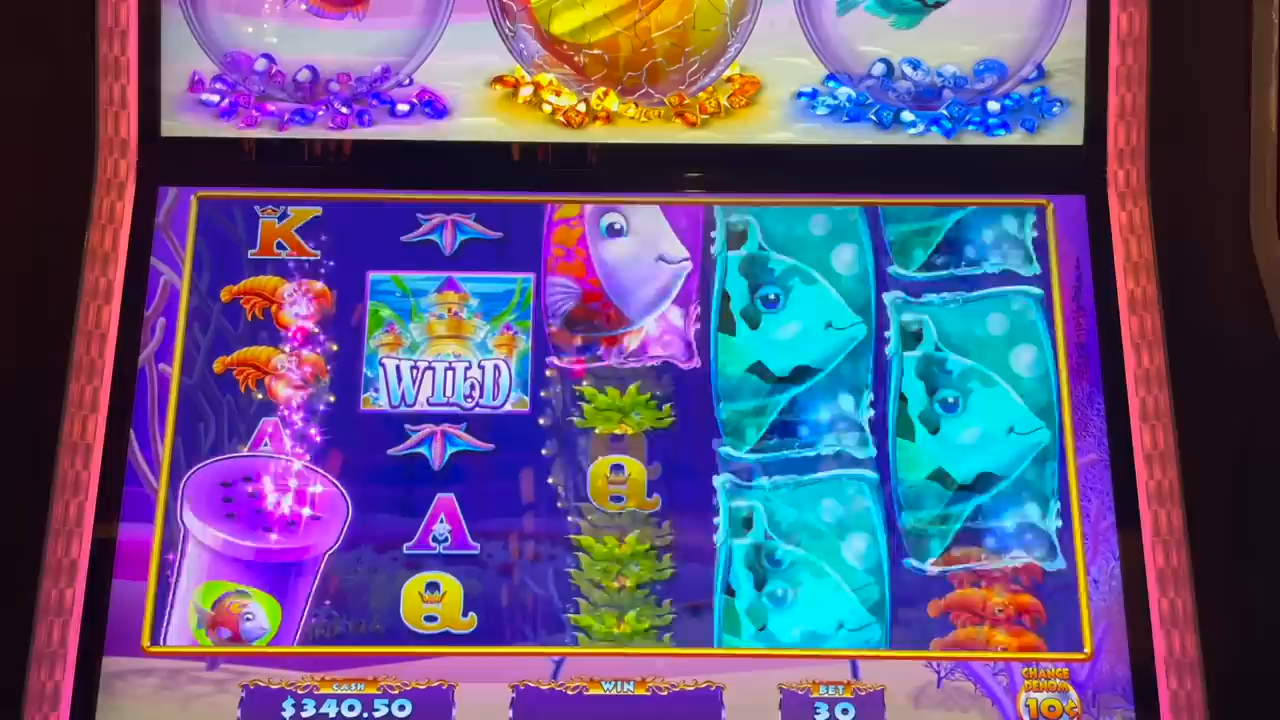 K
A
WILD
A
Q
Q
CASH
$340.50
WIN
BET
30
CHANGE
DENOM
10¢